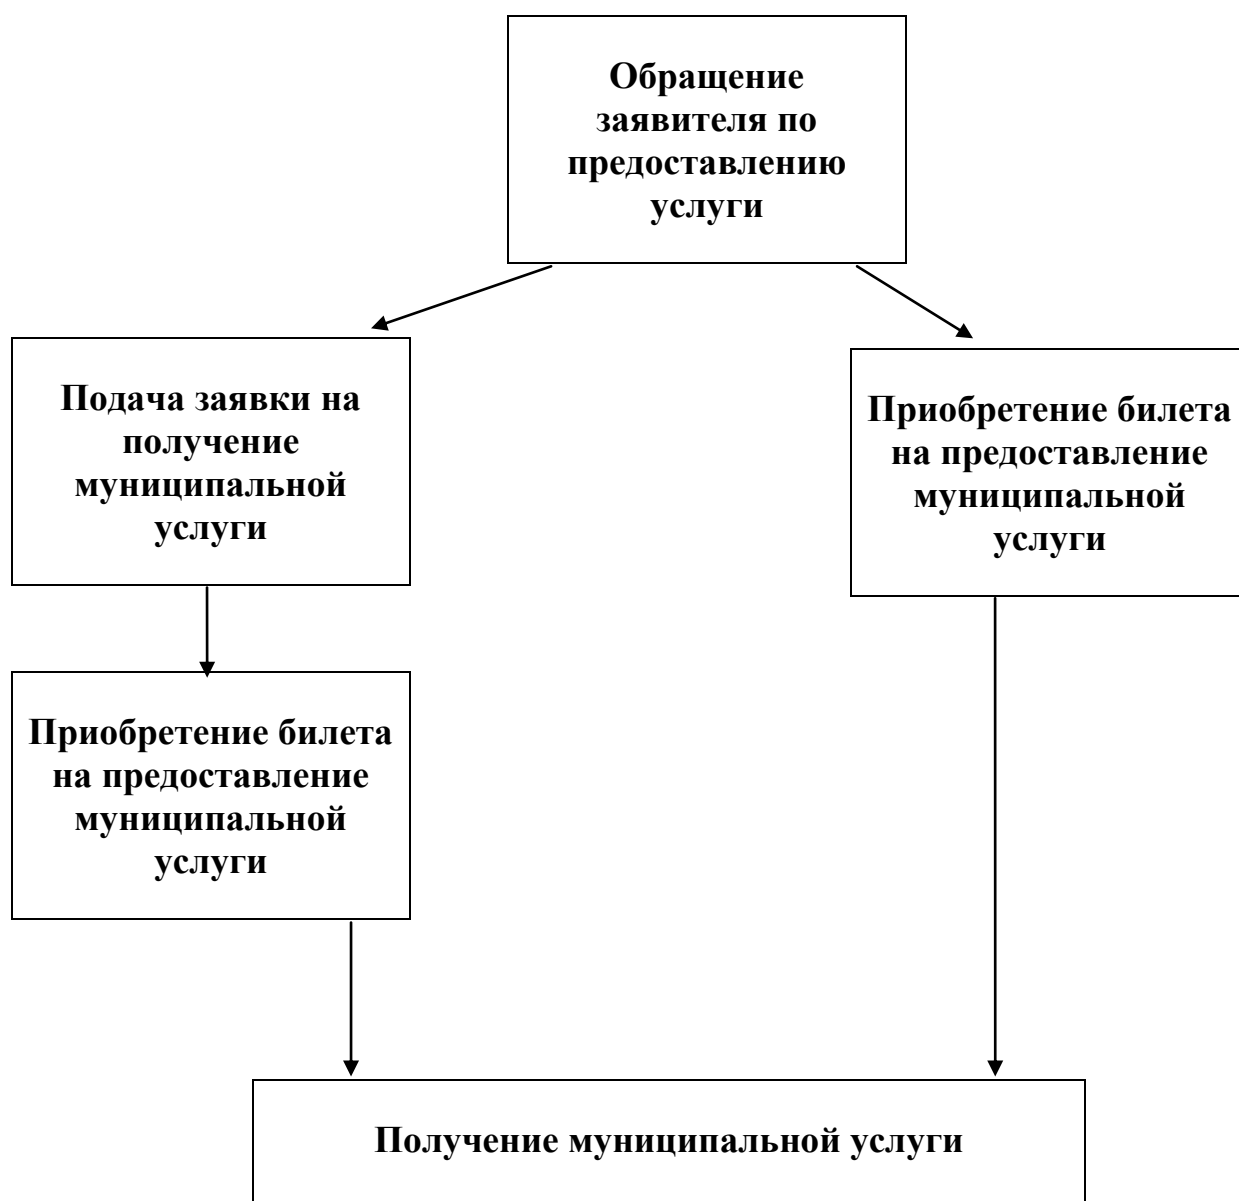 Обращение
заявителя по
предоставлению
услуги
Подача заявки на
получение
муниципальной
услуги
Приобретение билета
на предоставление
муниципальной
услуги
Приобретение билета
на предоставление
муниципальной
услуги
Получение муниципальной услуги